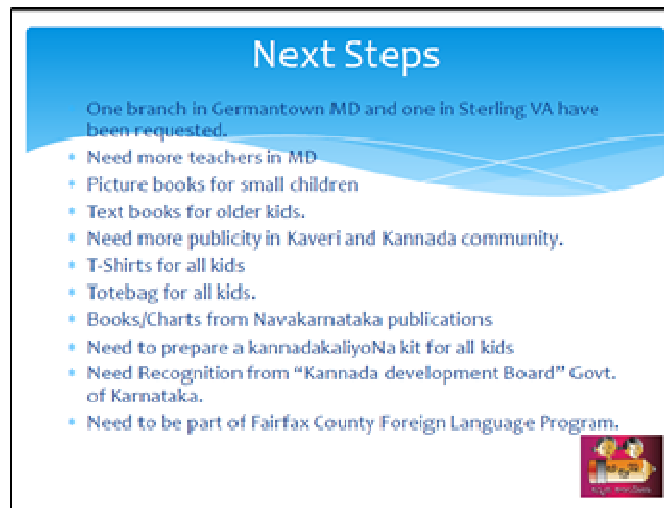 Next Steps
One branch in Germantown MD and one in Sterling VA have
been requested.
Need more teachers in MD
Picture books for small children
Text books for older kids.
Need more publicity in Kaveri and Kannada community.
T-Shirts for all kids
Totebag for all kids.
Books/Charts from Navakarnataka publications
Need to prepare a kannadakaliyoNa kit for all kids
Need Recognition from “Kannada development Board” Govt.
of Karnataka.
Need to be part of Fairfax County Foreign Language Program.